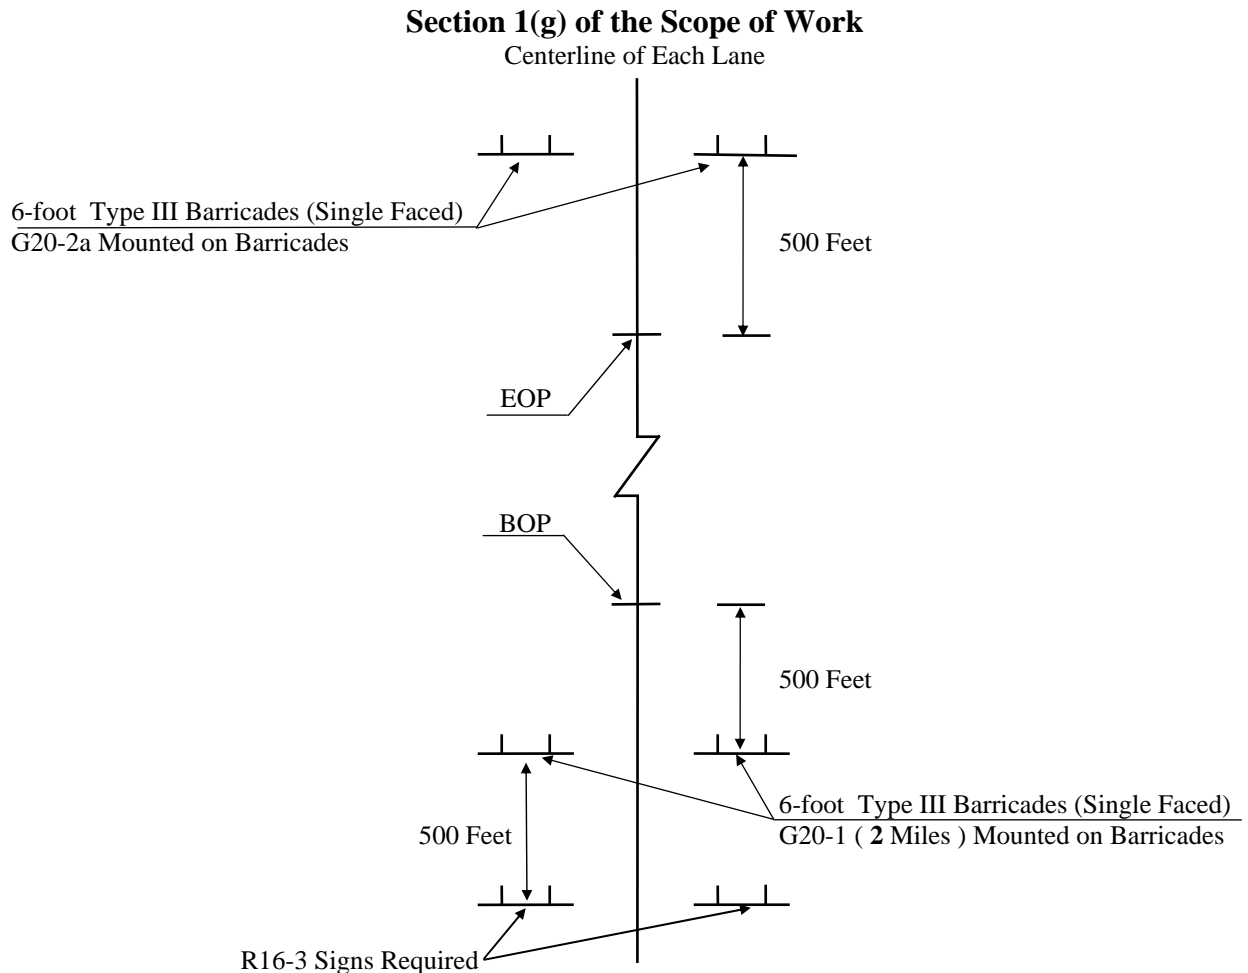 Section 1(g) of the Scope of Work
Centerline of Each Lane
6-foot  Type III Barricades (Single Faced)
G20-2a Mounted on Barricades
500 Feet
EOP
BOP
500 Feet
6-foot  Type III Barricades (Single Faced)
G20-1 ( 2 Miles ) Mounted on Barricades
500 Feet
R16-3 Signs Required